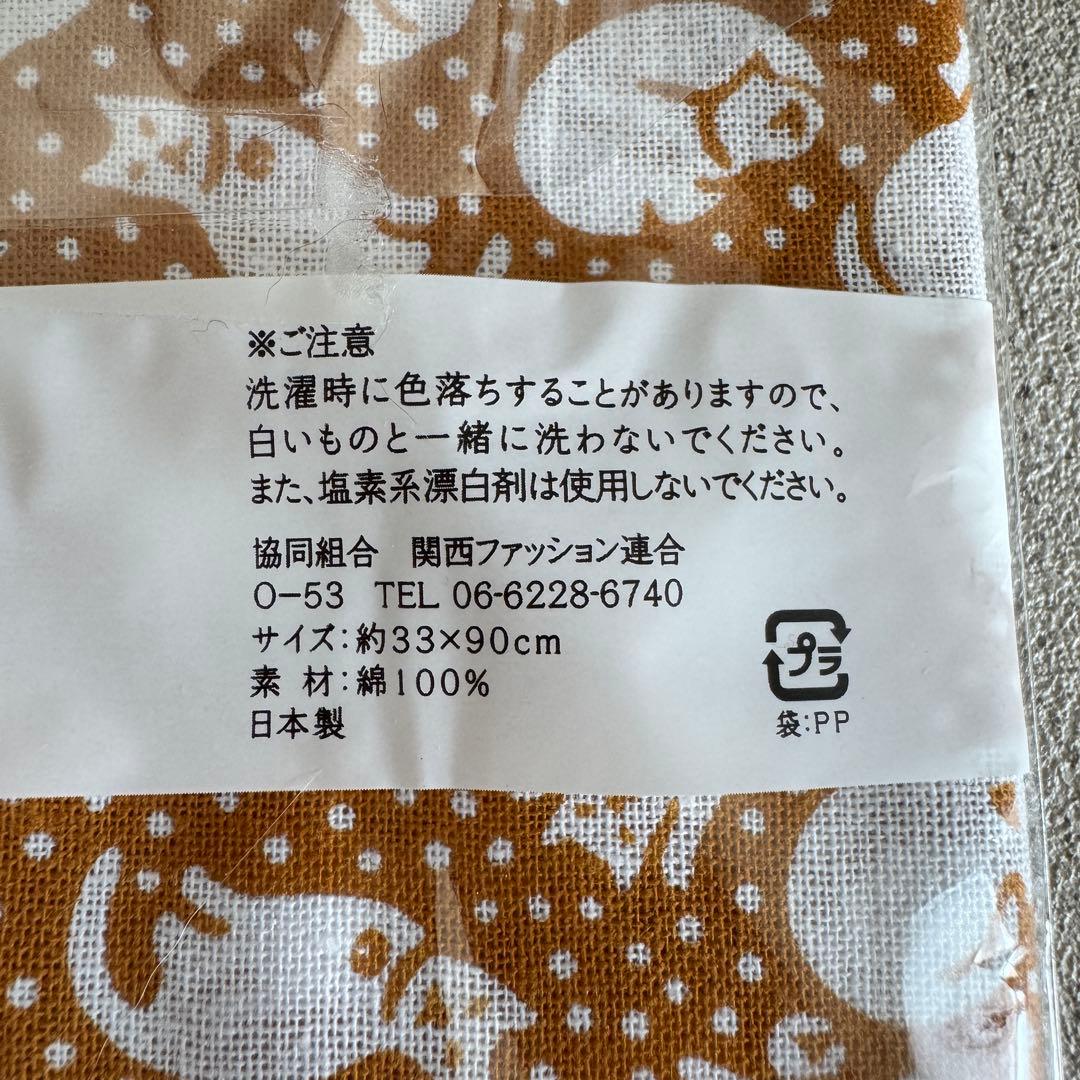 ※ご注意
洗濯時に色落ちすることがありますので、
白いものと一緒に洗わないでください。
また、塩素系漂白剤は使用しないでください。
協同組合　関西ファッション連合
O-53　TEL 06-6228-6740
サイズ：約33×90cm
素　材：綿100%
日本製
プラ
袋：PP